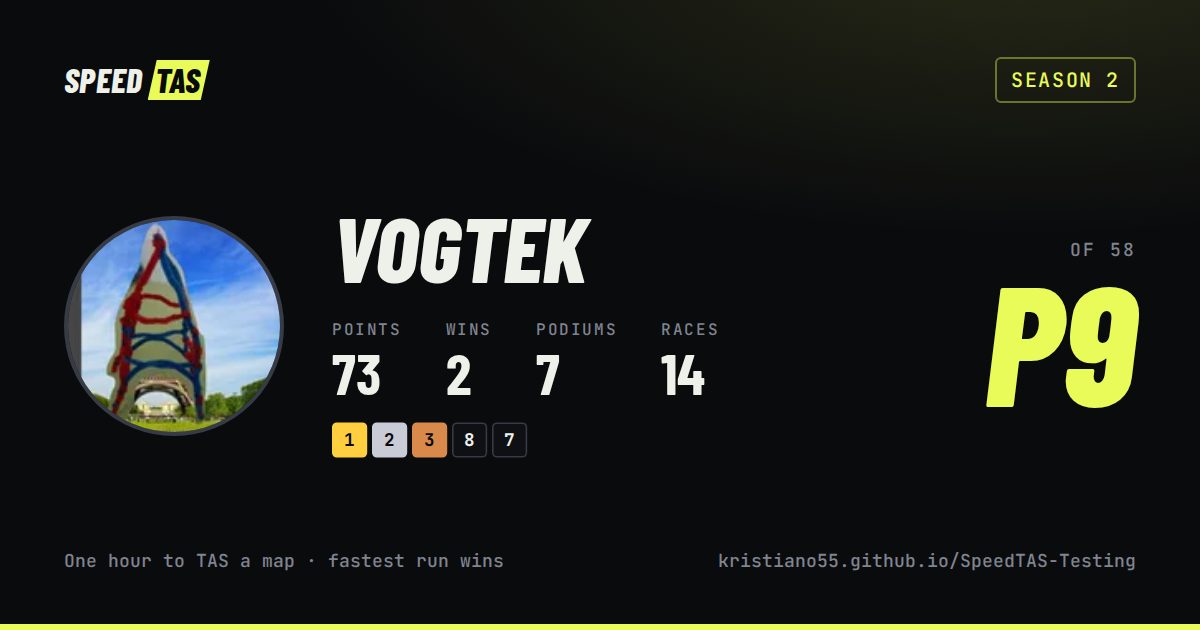 SPEED TAS
SEASON 2
VOGTEK
OF 58
P9
POINTS WINS PODIUMS RACES
73 2 7 14
1 2 3 8 7
One hour to TAS a map · fastest run wins
kristiano55.github.io/SpeedTAS-Testing